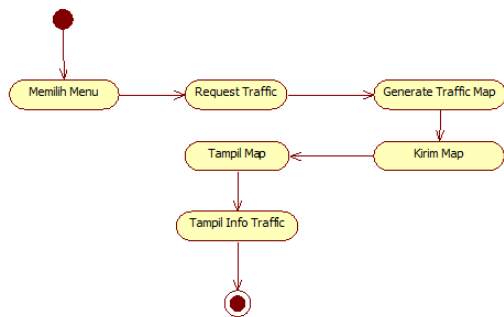 Memilih Menu
Request Traffic
Generate Traffic Map
Tampil Map
Kirim Map
Tampil Info Traffic